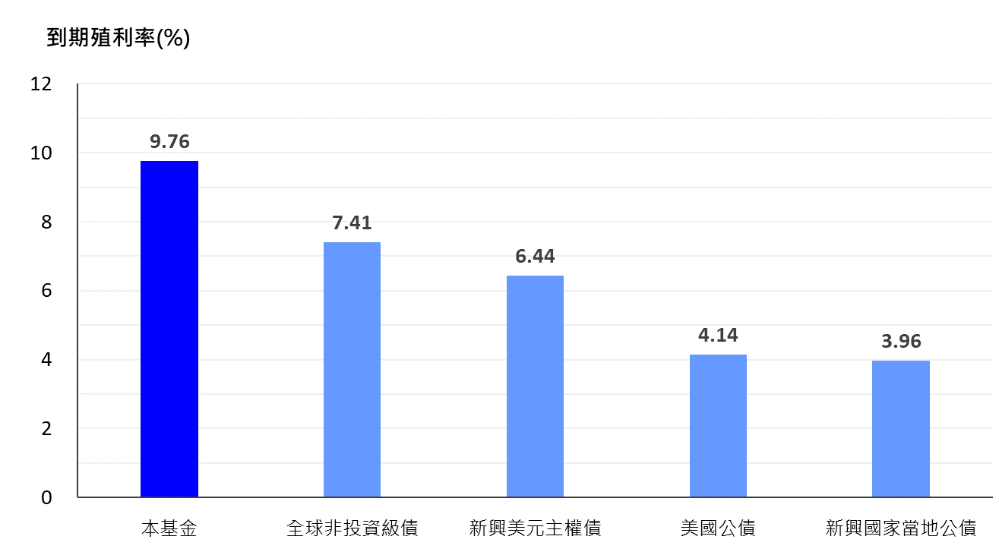 到期殖利率(%)
12
10
8
6
4
2
0
9.76
7.41
6.44
4.14
3.96
本基金
全球非投資級債
新興美元主權債
美國公債
新興國家當地公債